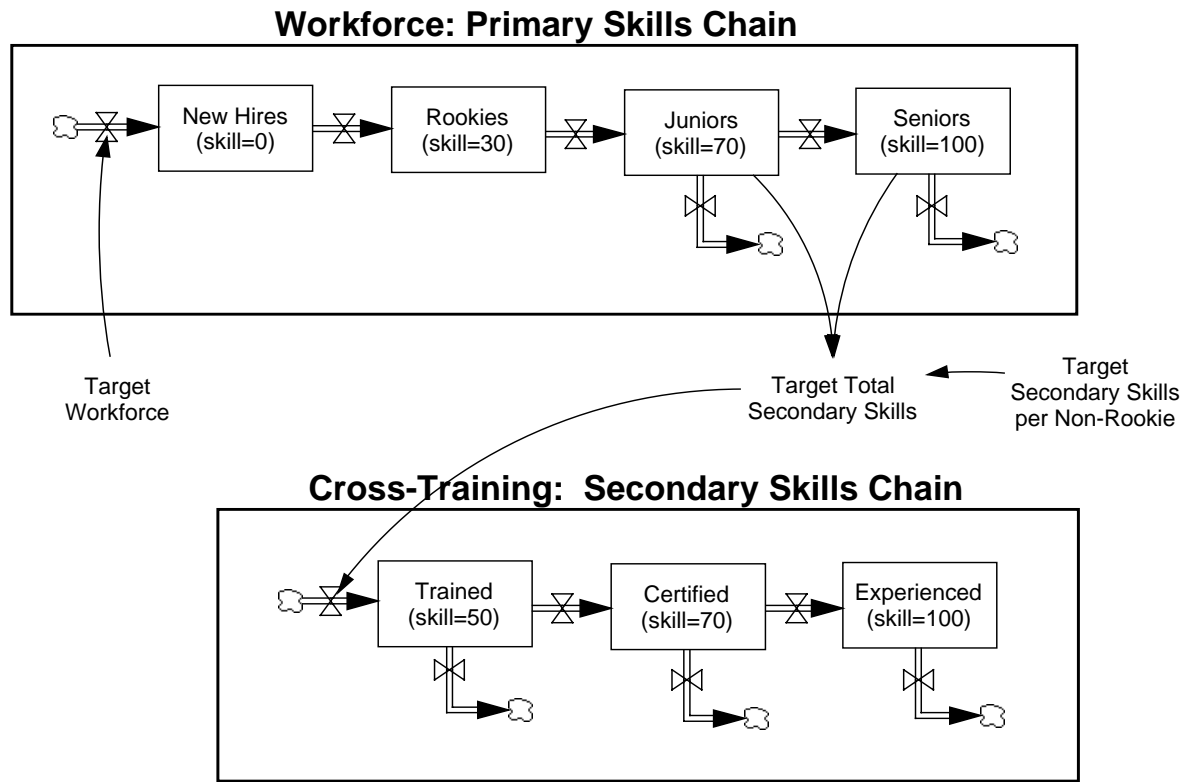 Workforce: Primary Skills Chain
New Hires
(skill=0)
Rookies
(skill=30)
Juniors
(skill=70)
Seniors
(skill=100)
Target
Workforce
Target Total
Secondary Skills
Target
Secondary Skills
per Non-Rookie
Cross-Training:  Secondary Skills Chain
Trained
(skill=50)
Certified
(skill=70)
Experienced
(skill=100)